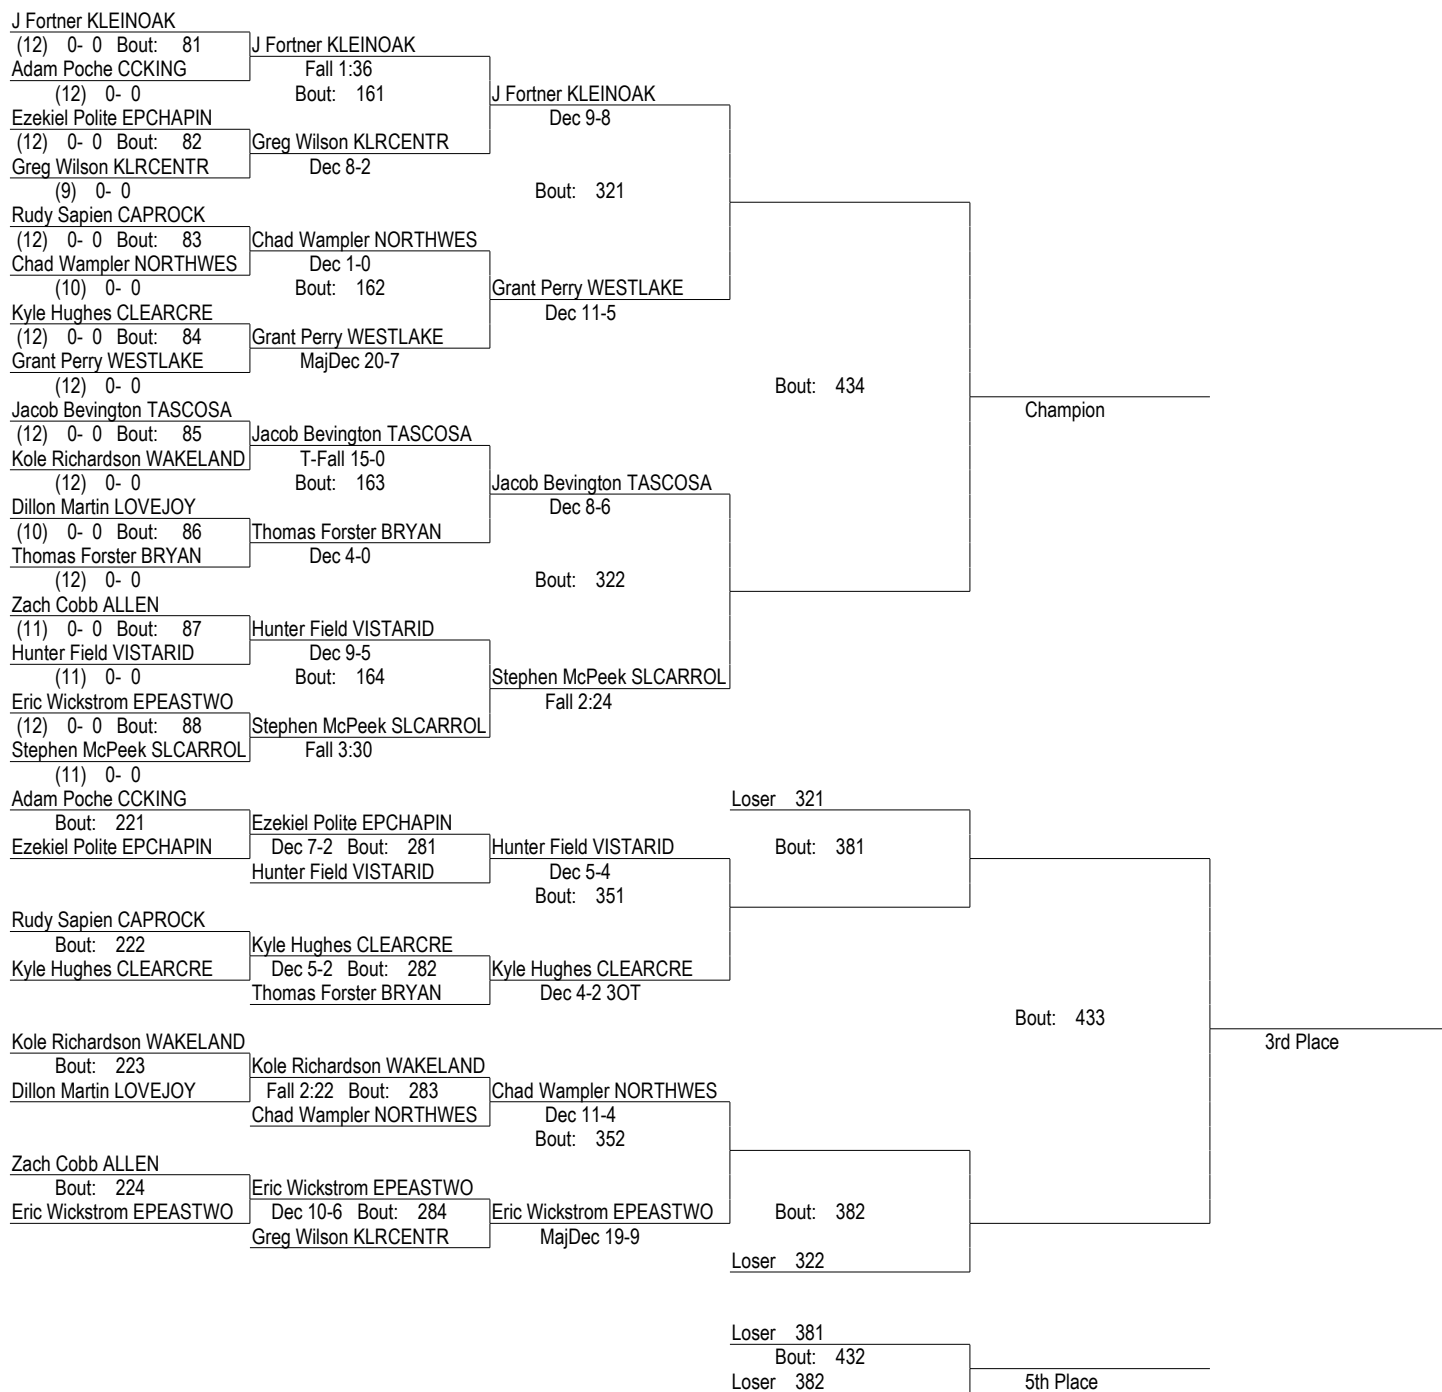 J Fortner KLEINOAK
(12) 0- 0 Bout: 81 J Fortner KLEINOAK
Adam Poche CCKING Fall 1:36
(12) 0- 0 Bout: 161 J Fortner KLEINOAK
Ezekiel Polite EPCHAPIN Dec 9-8
(12) 0- 0 Bout: 82 Greg Wilson KLRCENTR
Greg Wilson KLRCENTR Dec 8-2
(9) 0- 0 Bout: 321
Rudy Sapien CAPROCK
(12) 0- 0 Bout: 83 Chad Wampler NORTHWES
Chad Wampler NORTHWES Dec 1-0
(10) 0- 0 Bout: 162 Grant Perry WESTLAKE
Kyle Hughes CLEARCRE Dec 11-5
(12) 0- 0 Bout: 84 Grant Perry WESTLAKE
Grant Perry WESTLAKE MajDec 20-7
(12) 0- 0 Bout: 434
Jacob Bevington TASCOSA Champion
(12) 0- 0 Bout: 85 Jacob Bevington TASCOSA
Kole Richardson WAKELAND T-Fall 15-0
(12) 0- 0 Bout: 163 Jacob Bevington TASCOSA
Dillon Martin LOVEJOY Dec 8-6
(10) 0- 0 Bout: 86 Thomas Forster BRYAN
Thomas Forster BRYAN Dec 4-0
(12) 0- 0 Bout: 322
Zach Cobb ALLEN
(11) 0- 0 Bout: 87 Hunter Field VISTARID
Hunter Field VISTARID Dec 9-5
(11) 0- 0 Bout: 164 Stephen McPeek SLCARROL
Eric Wickstrom EPEASTWO Fall 2:24
(12) 0- 0 Bout: 88 Stephen McPeek SLCARROL
Stephen McPeek SLCARROL Fall 3:30
(11) 0- 0
Adam Poche CCKING Loser 321
Bout: 221 Ezekiel Polite EPCHAPIN
Ezekiel Polite EPCHAPIN Dec 7-2 Bout: 281 Hunter Field VISTARID Bout: 381
Hunter Field VISTARID Dec 5-4
Bout: 351
Rudy Sapien CAPROCK
Bout: 222 Kyle Hughes CLEARCRE
Kyle Hughes CLEARCRE Dec 5-2 Bout: 282 Kyle Hughes CLEARCRE
Thomas Forster BRYAN Dec 4-2 3OT
Bout: 433
Kole Richardson WAKELAND 3rd Place
Bout: 223 Kole Richardson WAKELAND
Dillon Martin LOVEJOY Fall 2:22 Bout: 283 Chad Wampler NORTHWES
Chad Wampler NORTHWES Dec 11-4
Bout: 352
Zach Cobb ALLEN
Bout: 224 Eric Wickstrom EPEASTWO
Eric Wickstrom EPEASTWO Dec 10-6 Bout: 284 Eric Wickstrom EPEASTWO Bout: 382
Greg Wilson KLRCENTR MajDec 19-9
Loser 322
Loser 381
Bout: 432
Loser 382 5th Place